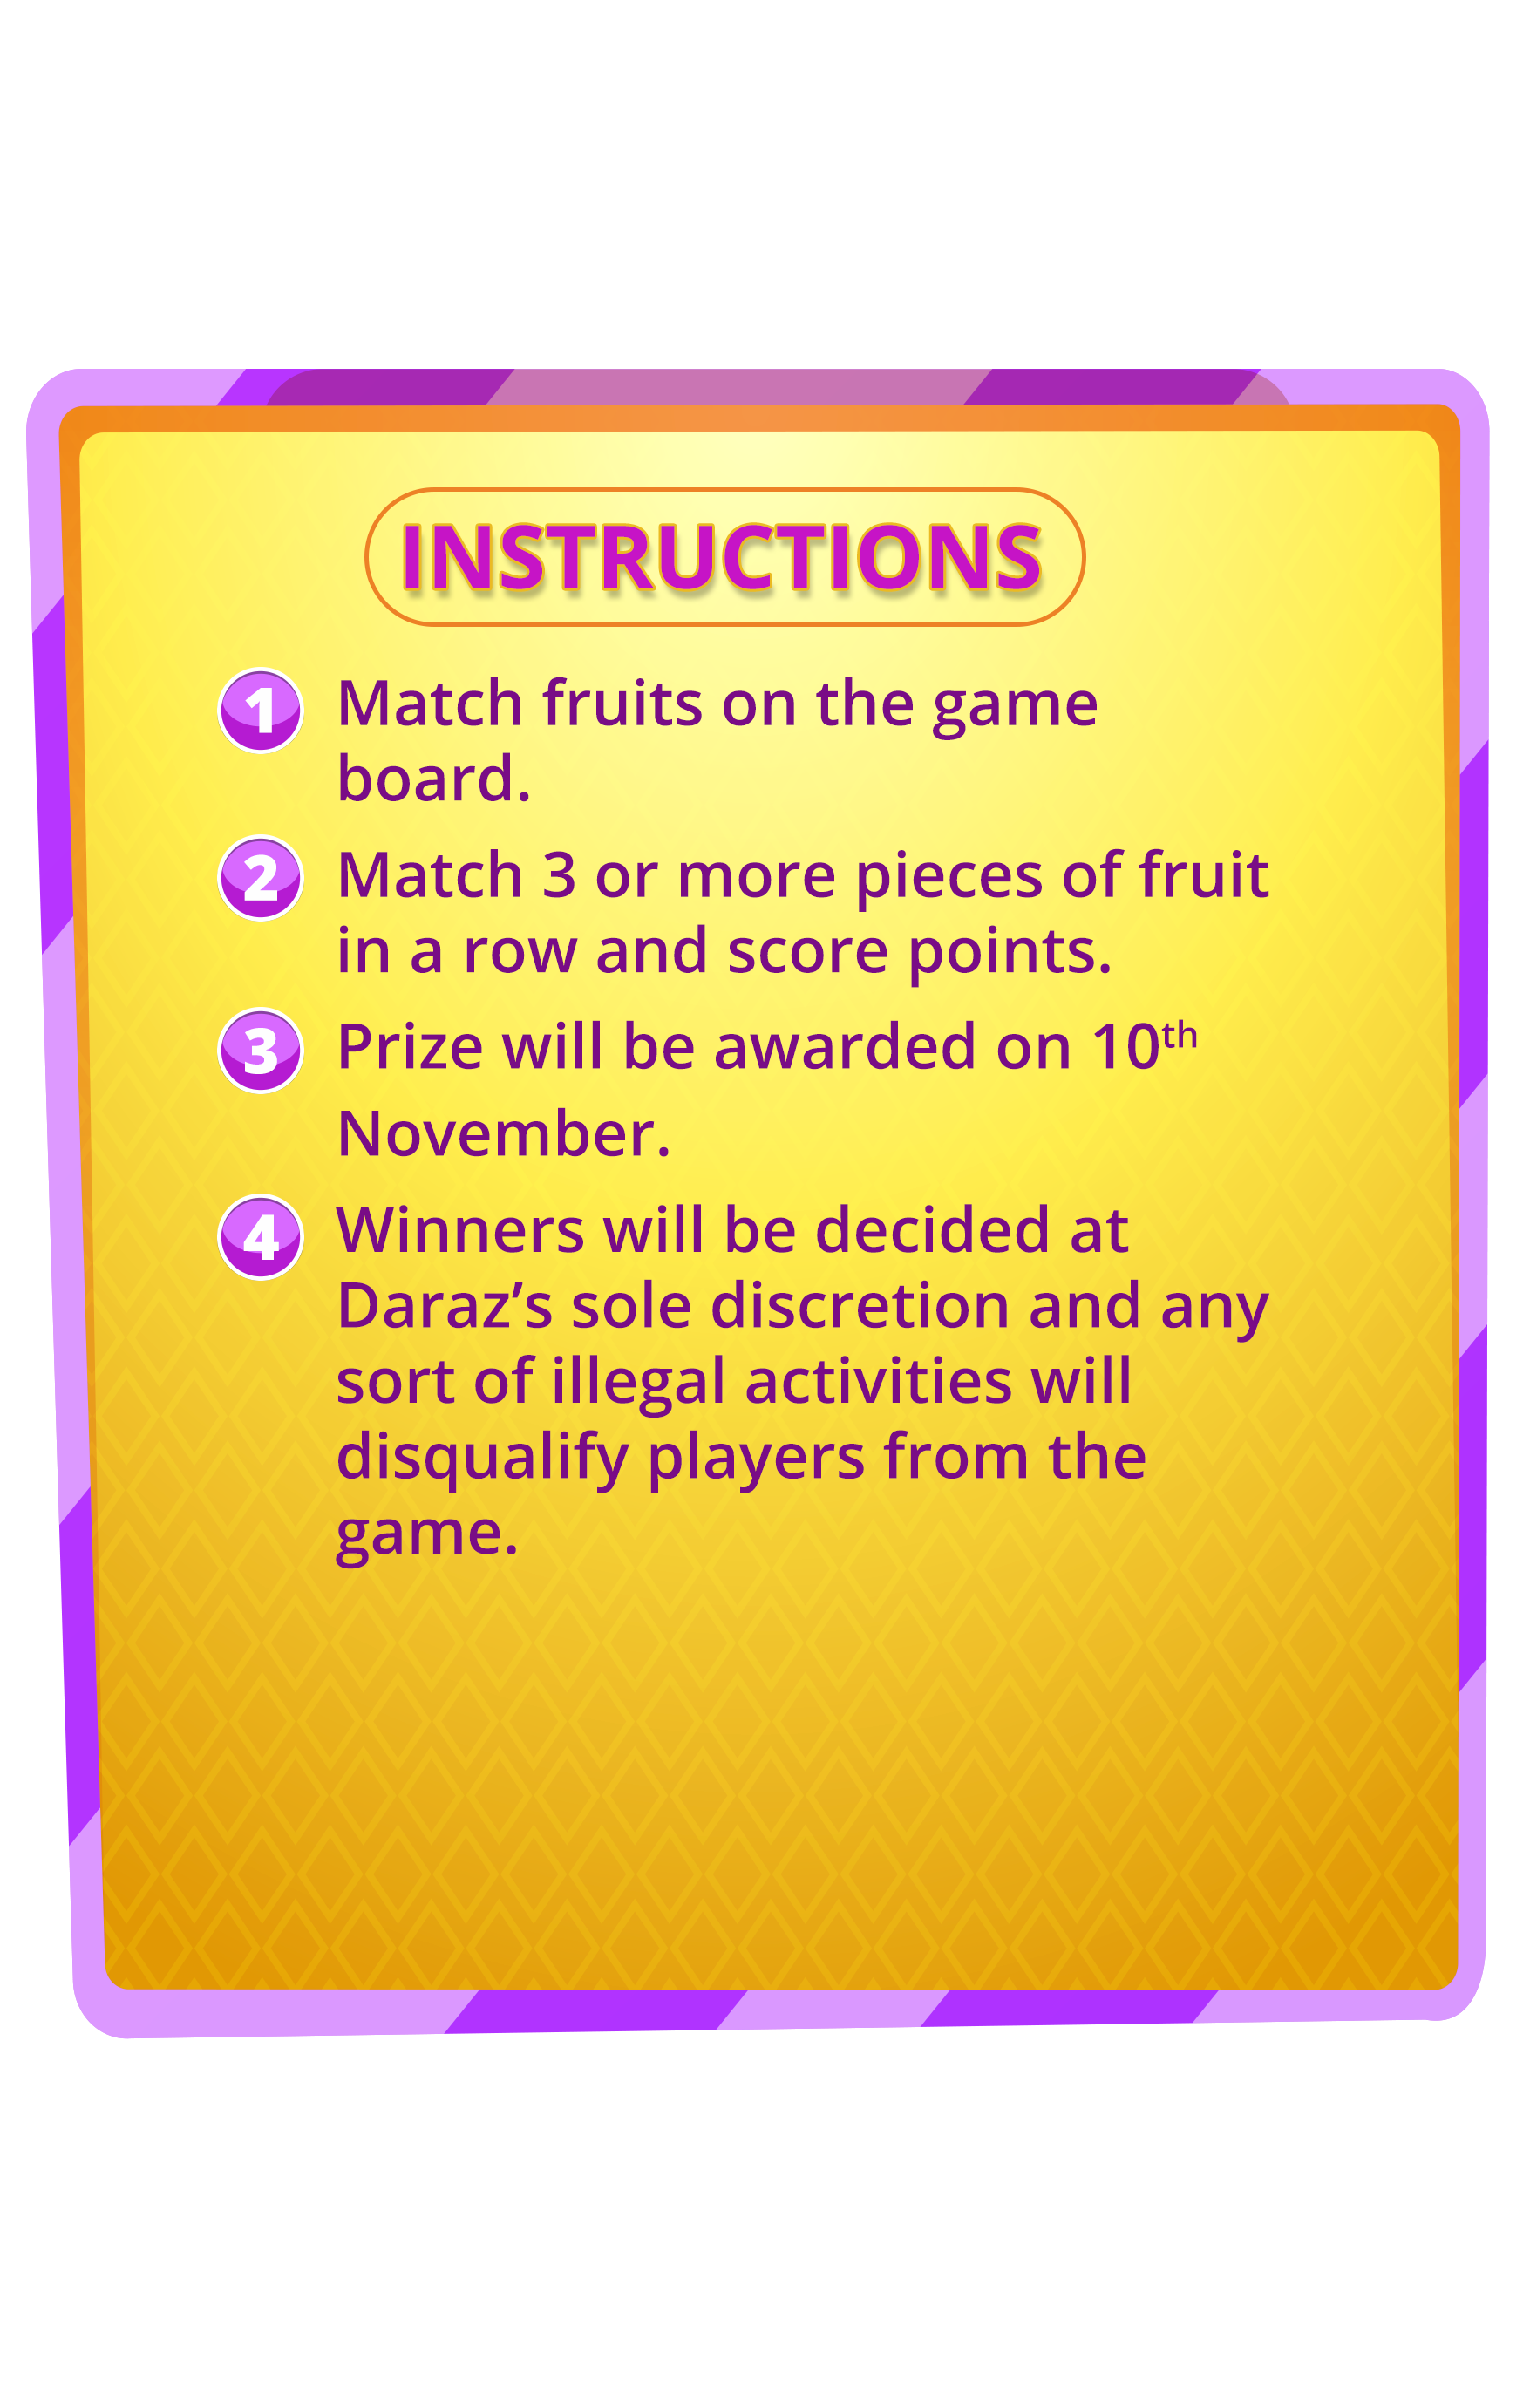 INSTRUCTIONS
1 Match fruits on the game
board.
2 Match 3 or more pieces of fruit
in a row and score points.
3 Prize will be awarded on 10th
November.
4 Winners will be decided at
Daraz’s sole discretion and any
sort of illegal activities will
disqualify players from the
game.